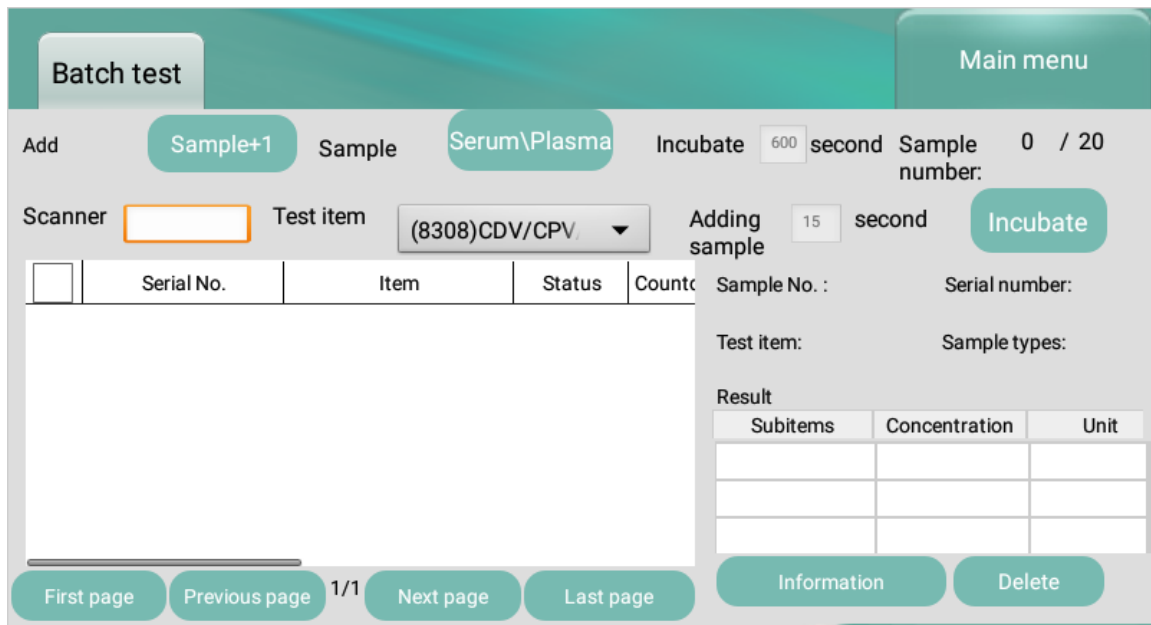 Batch test
Main menu
Add
Sample+1
Sample
Serum\Plasma
Incubate
600
second
Sample
number:
0 / 20
Scanner
Test item
(8308)CDV/CPV/
Adding
sample
15
second
Incubate
Serial No.
Item
Status
Countd
Sample No. :
Serial number:
Test item:
Sample types:
Result
Subitems
Concentration
Unit
First page
Previous page
1/1
Next page
Last page
Information
Delete